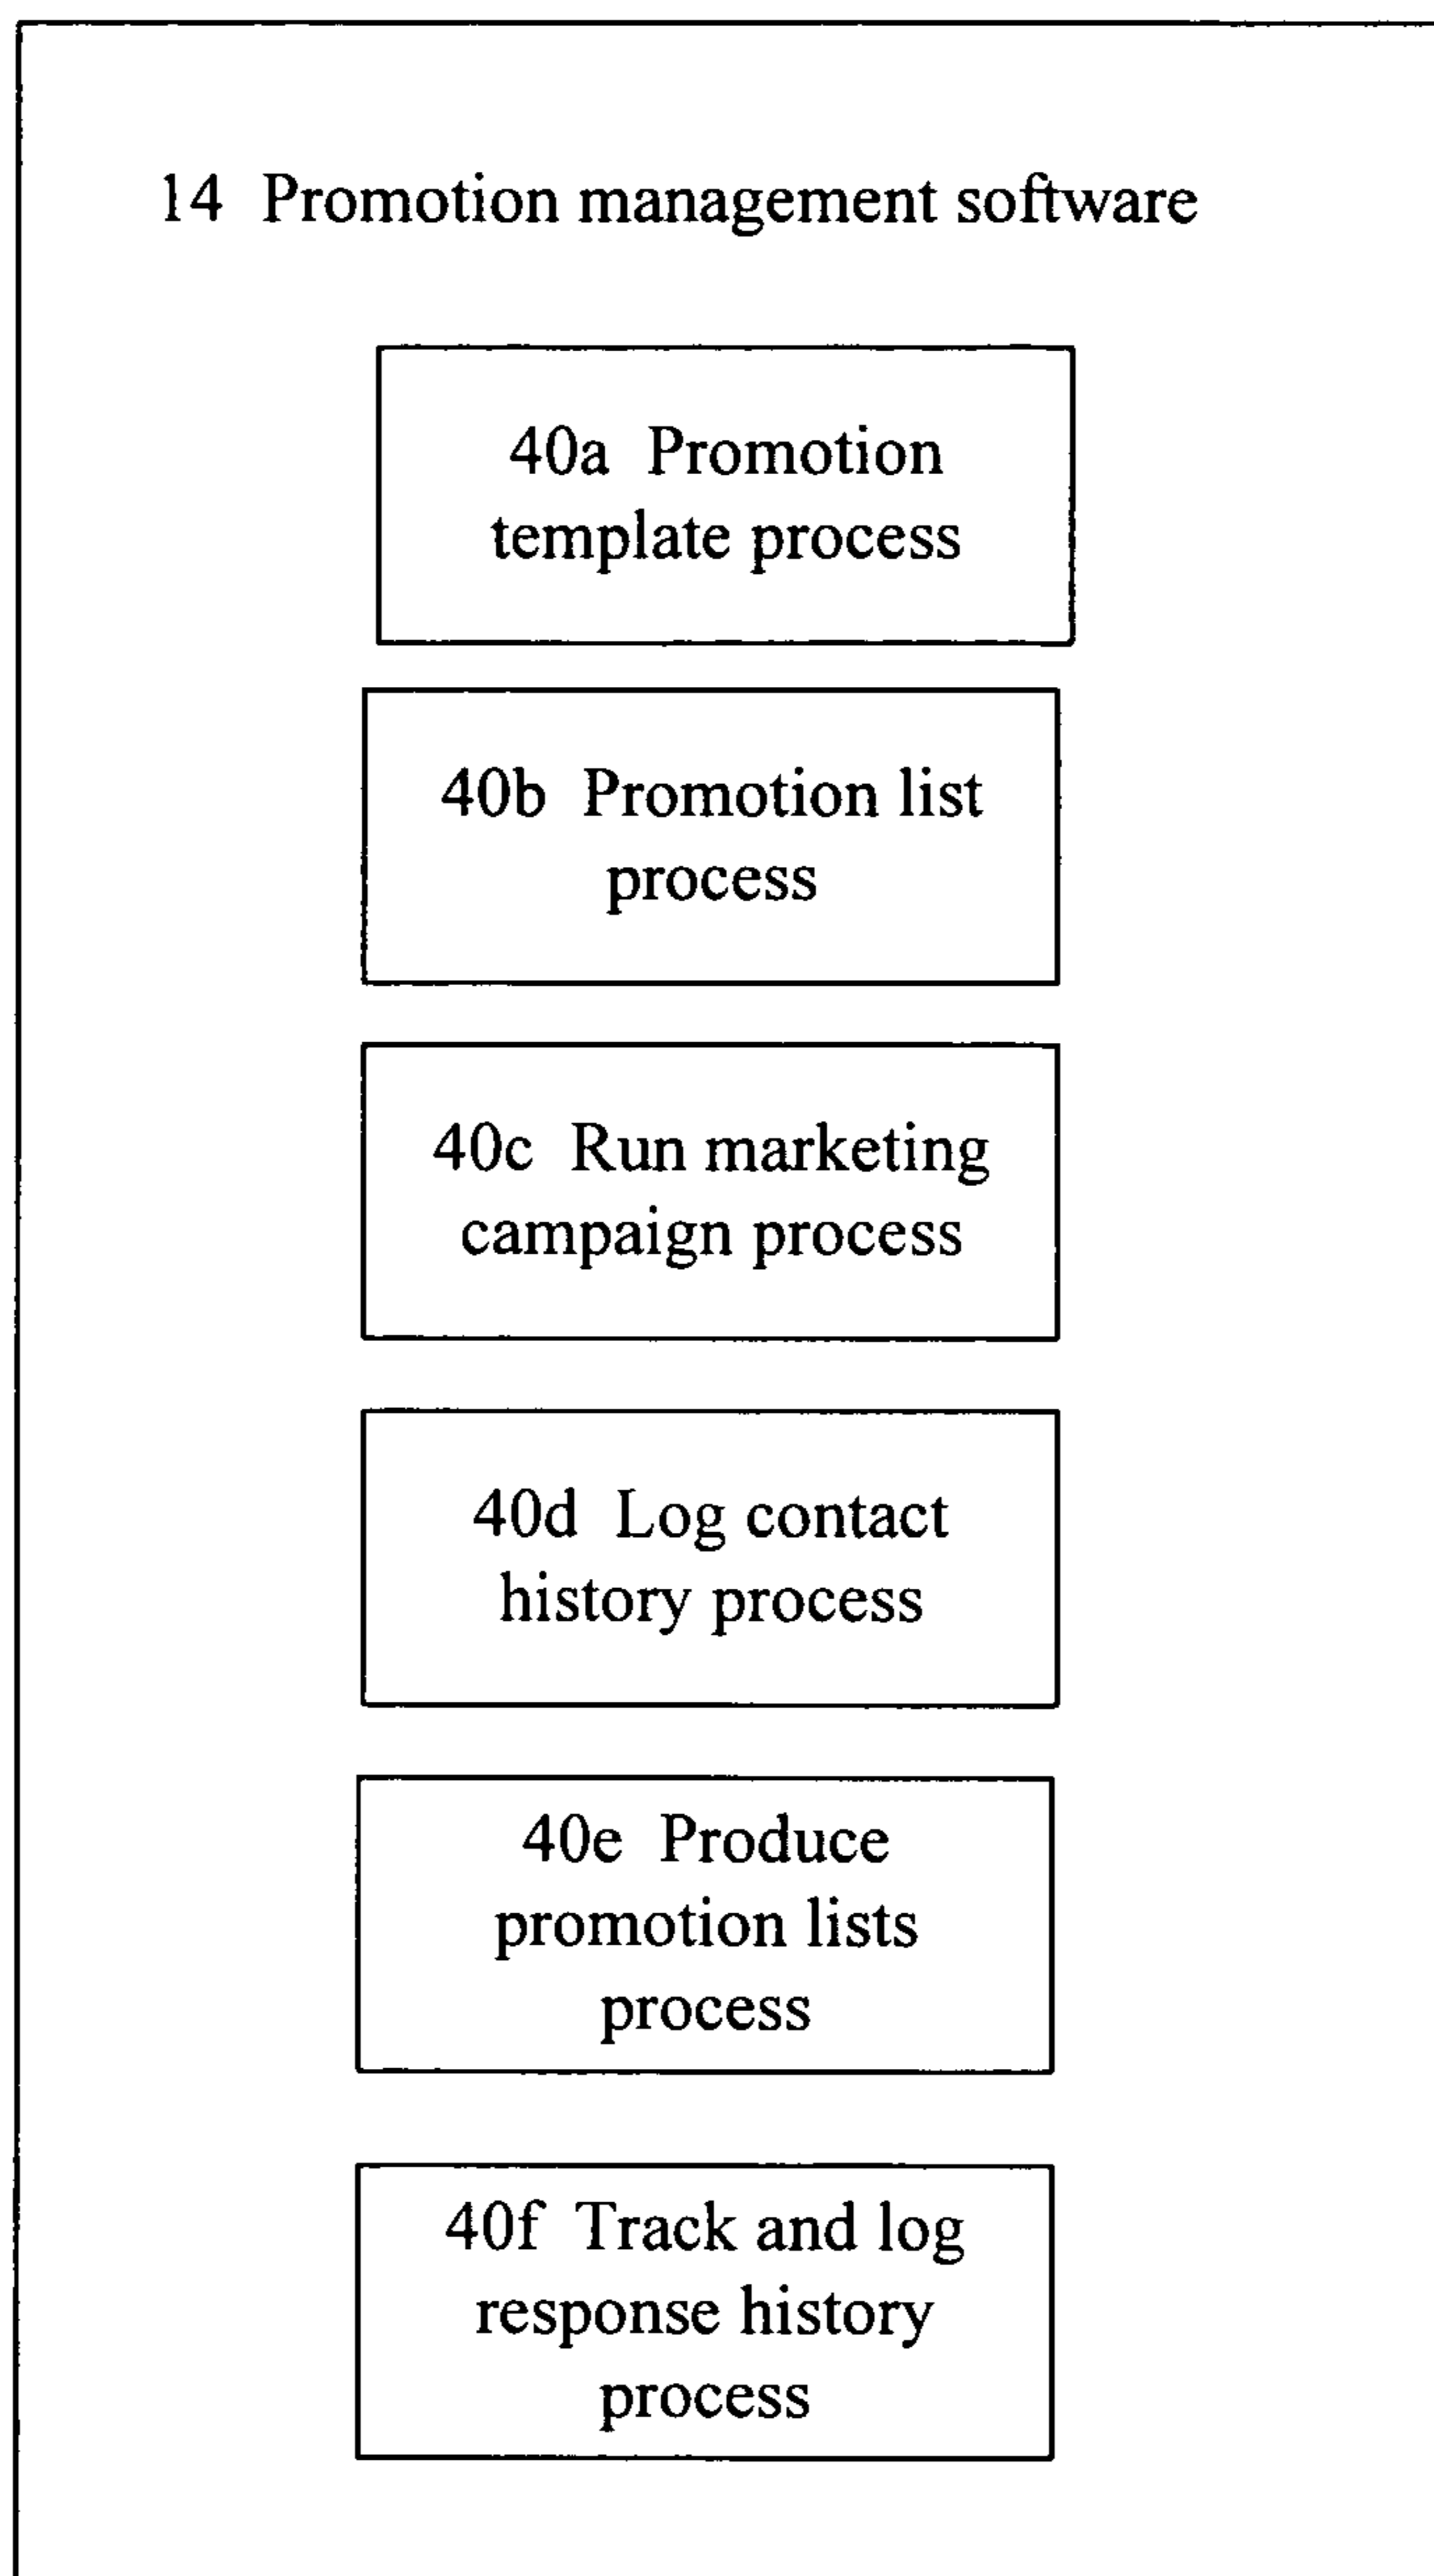 14 Promotion management software
40a Promotion
template process
40b Promotion list
process
40c Run marketing
campaign process
40d Log contact
history process
40e Produce
promotion lists
process
40f Track and log
response history
process